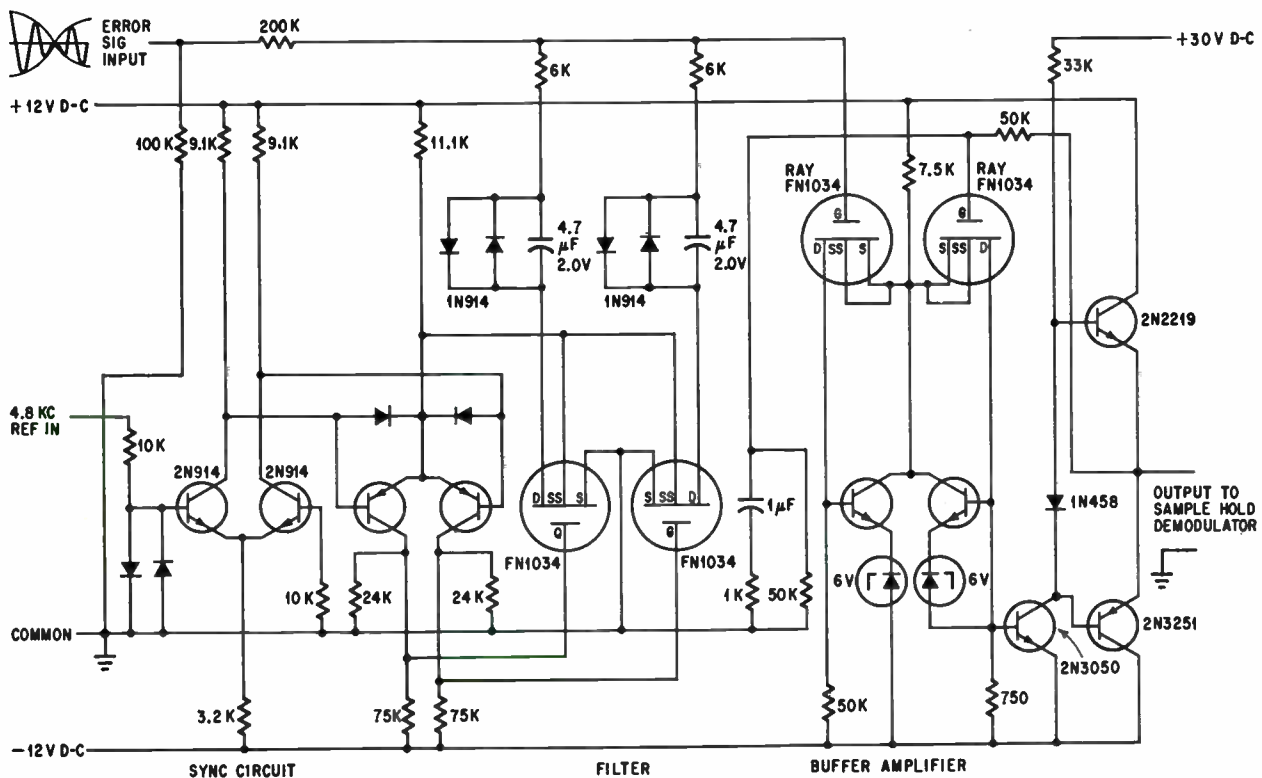 ERROR
SIG
INPUT
200K
+30V D-C
6K
6K
33K
+12V D-C
100K
9.1K
9.1K
11.1K
50K
RAY
FN1034
7.5K
RAY
FN1034
G
G
D SS S
S SS D
4.7
µF
2.0V
4.7
µF
2.0V
1N914
1N914
2N2219
4.8 KC
REF IN
10K
2N914
2N914
D SS S
S SS D
G
G
FN1034
FN1034
1µF
1N458
OUTPUT TO
SAMPLE HOLD
DEMODULATOR
6V
6V
10K
24K
24K
1K
50K
COMMON
2N3251
2N3050
3.2K
75K
75K
50K
750
-12V D-C
SYNC CIRCUIT
FILTER
BUFFER AMPLIFIER